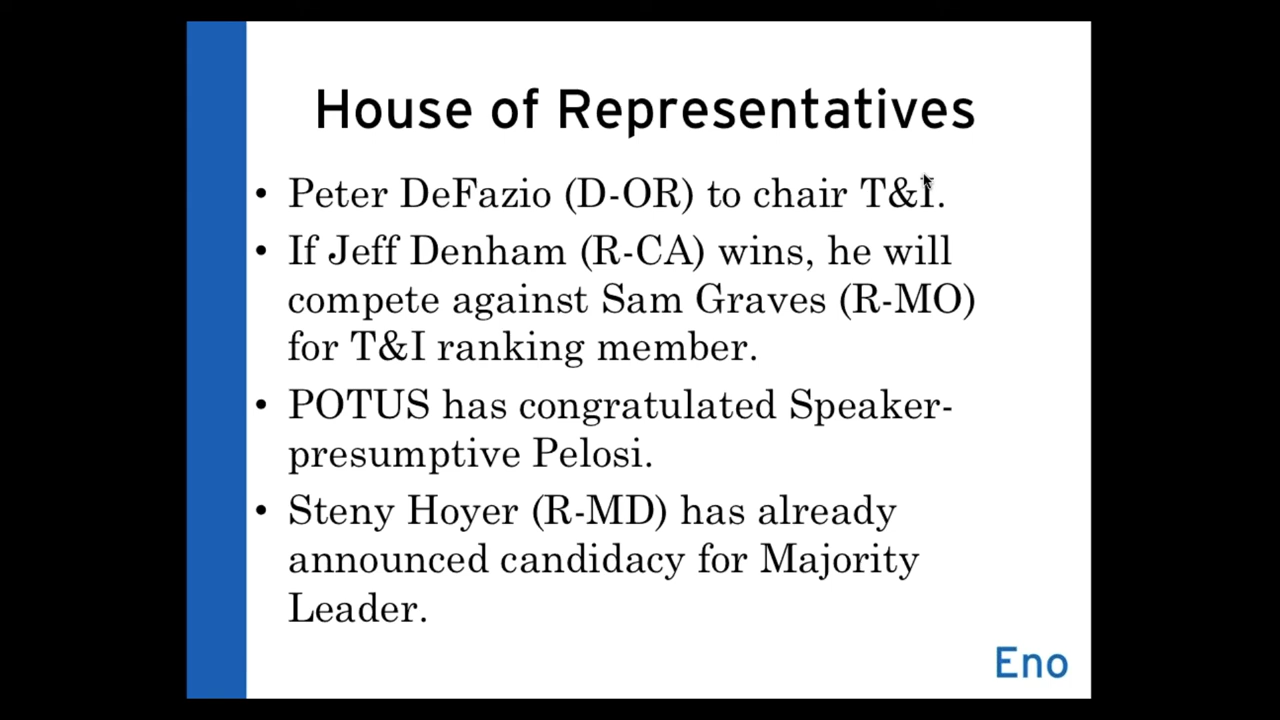 House of Representatives
• Peter DeFazio (D-OR) to chair T&I.
• If Jeff Denham (R-CA) wins, he will
compete against Sam Graves (R-MO)
for T&I ranking member.
• POTUS has congratulated Speaker-
presumptive Pelosi.
• Steny Hoyer (R-MD) has already
announced candidacy for Majority
Leader.
Eno